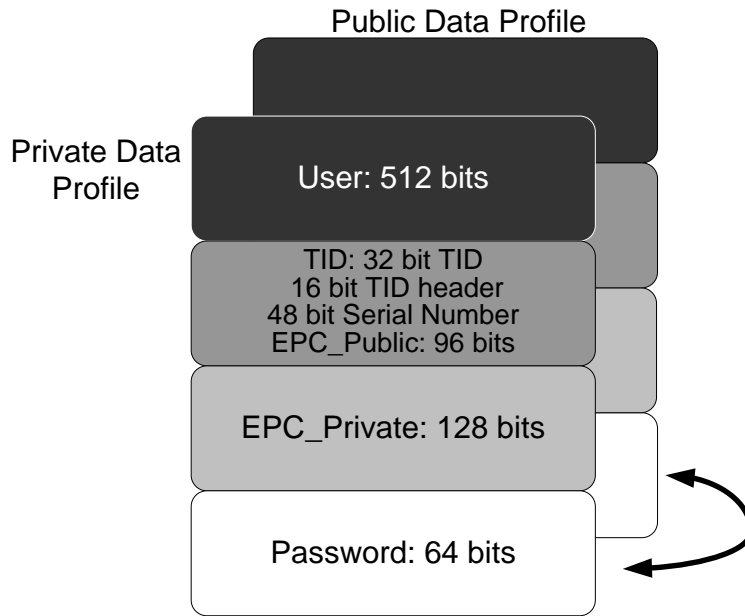 Public Data Profile
Private Data
Profile
User: 512 bits
TID: 32 bit TID
16 bit TID header
48 bit Serial Number
EPC_Public: 96 bits
EPC_Private: 128 bits
Password: 64 bits